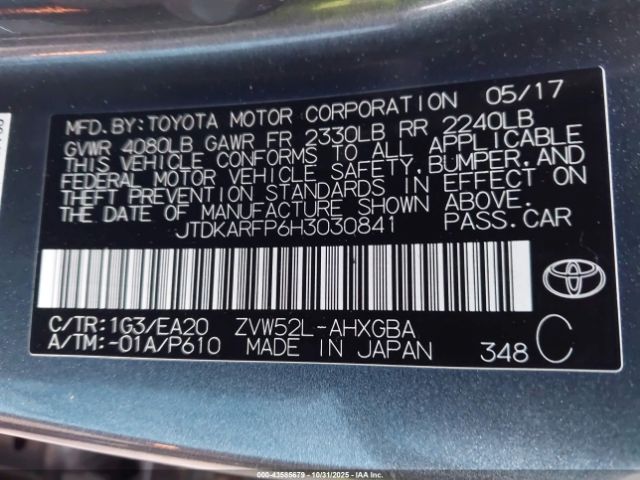 MFD.BY:TOYOTA MOTOR CORPORATION 05/17
GVWR 4080LB GAWR FR 2330LB RR 2240LB
THIS VEHICLE CONFORMS TO ALL APPLICABLE
FEDERAL MOTOR VEHICLE SAFETY,BUMPER,AND
THEFT PREVENTION STANDARDS IN EFFECT ON
THE DATE OF MANUFACTURE SHOWN ABOVE.
JTDKARFP6H3030841 PASS.CAR
C/TR:1G3/EA20 ZVW52L-AHXGBA
A/TM:-01A/P610 MADE IN JAPAN 348 C
© - 43585679 - 10/31/2025 - IAA Inc.